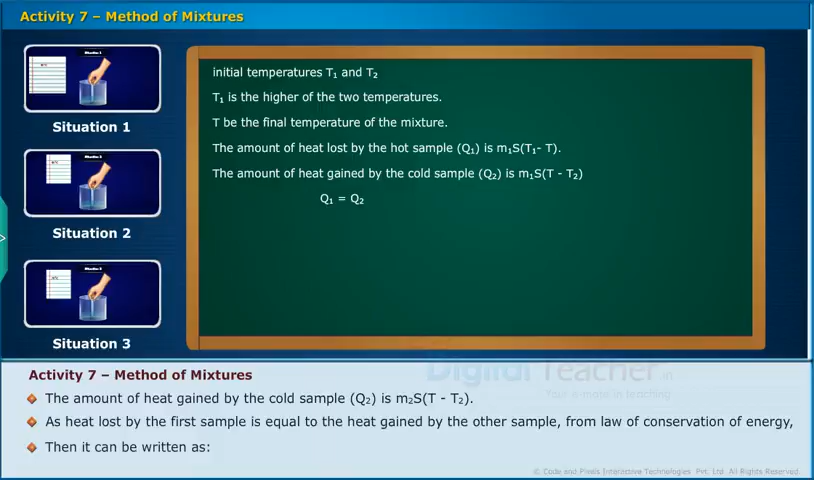 Activity 7 – Method of Mixtures
Situation 1
Situation 2
Situation 3
initial temperatures T₁ and T₂
T₁ is the higher of the two temperatures.
T be the final temperature of the mixture.
The amount of heat lost by the hot sample (Q₁) is m₁S(T₁- T).
The amount of heat gained by the cold sample (Q₂) is m₁S(T - T₂)
Q₁ = Q₂
Digital Teacher.in
Activity 7 – Method of Mixtures
The amount of heat gained by the cold sample (Q₂) is m₂S(T - T₂).
As heat lost by the first sample is equal to the heat gained by the other sample, from law of conservation of energy,
Then it can be written as:
© Code and Pixels Interactive Technologies Pvt. Ltd. All Rights Reserved.